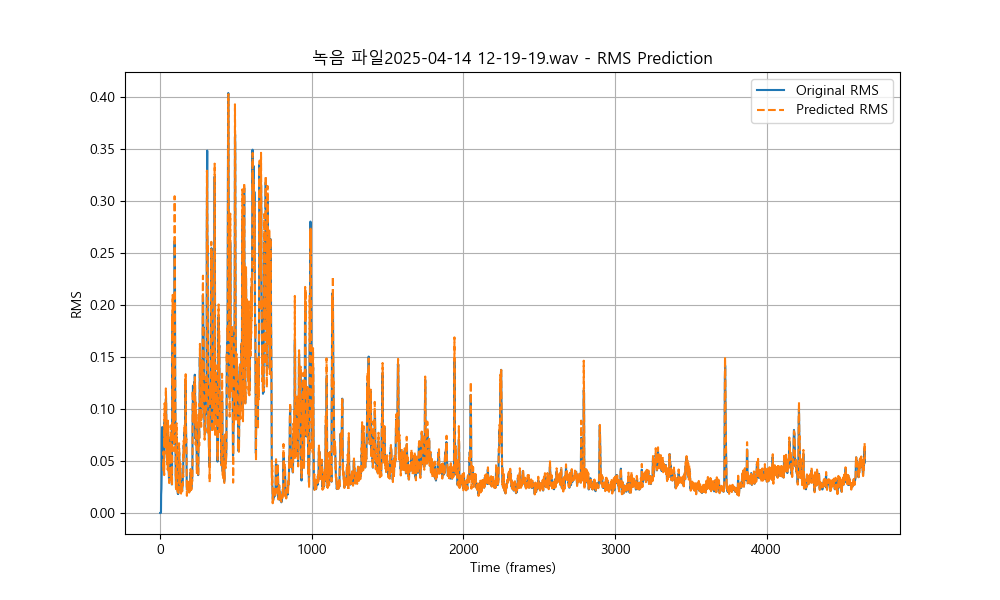 녹음 파일2025-04-14 12-19-19.wav - RMS Prediction
Original RMS
Predicted RMS
0.40
0.35
0.30
0.25
0.20
0.15
0.10
0.05
0.00
RMS
0
1000
2000
3000
4000
Time (frames)